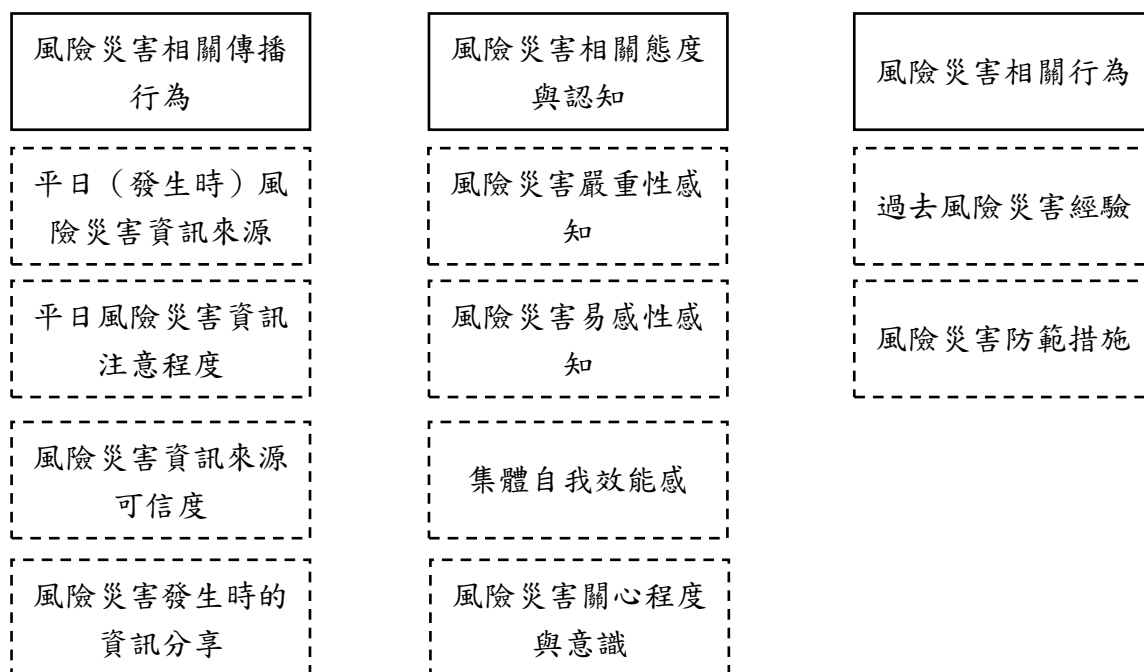 風險災害相關傳播
行為
平日（發生時）風
險災害資訊來源
平日風險災害資訊
注意程度
風險災害資訊來源
可信度
風險災害發生時的
資訊分享
風險災害相關態度
與認知
風險災害嚴重性感
知
風險災害易感性感
知
集體自我效能感
風險災害關心程度
與意識
風險災害相關行為
過去風險災害經驗
風險災害防範措施